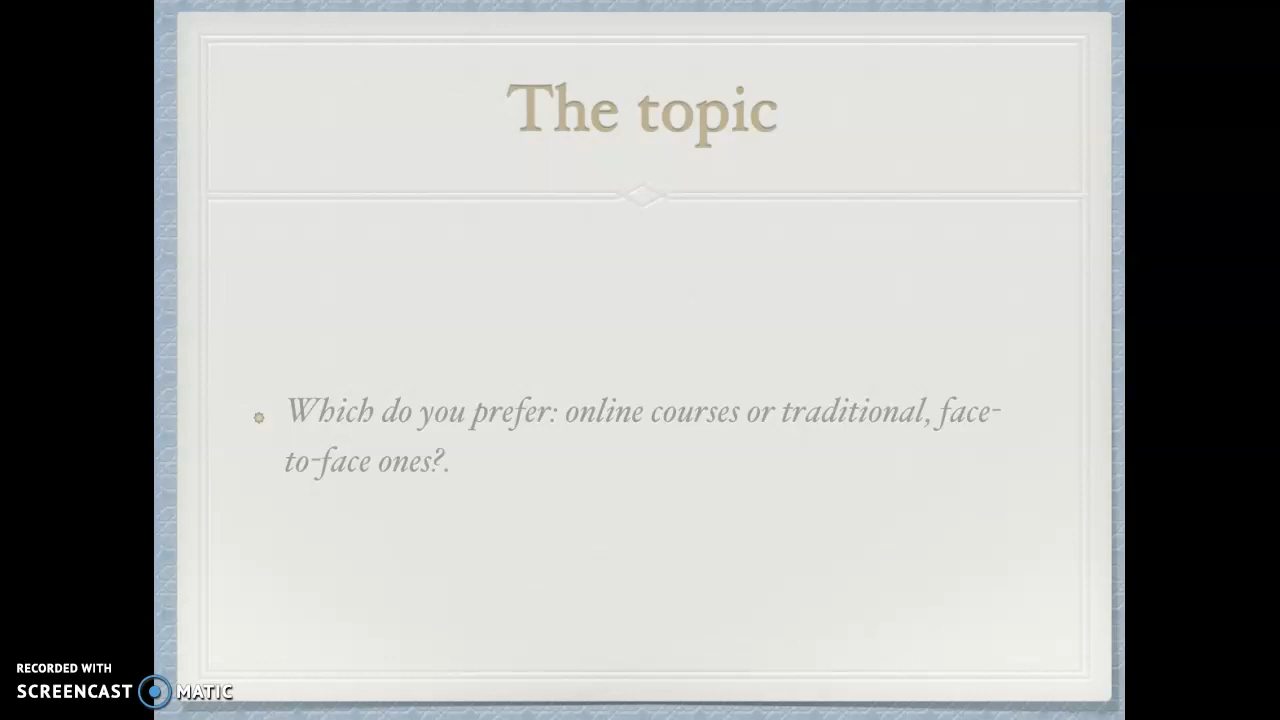 The topic
Which do you prefer: online courses or traditional, face-
to-face ones?.
RECORDED WITH
SCREENCAST MATIC